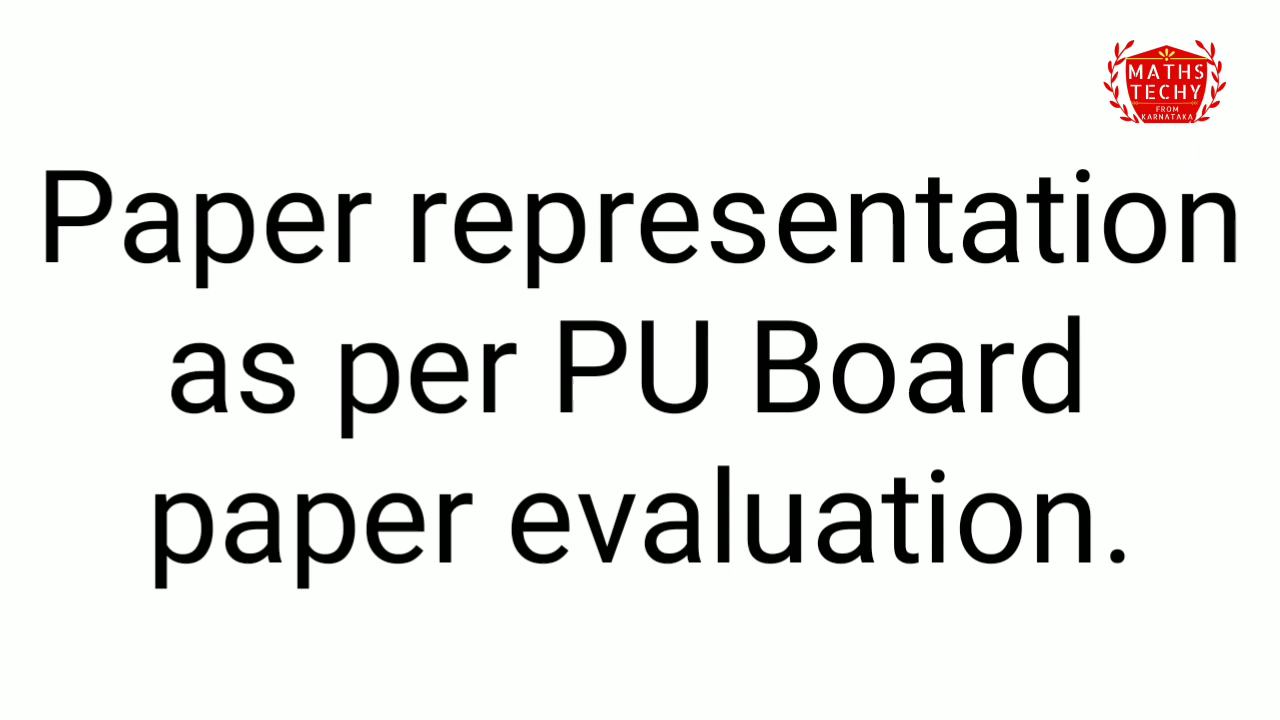 MATHS
TECHY
FROM
KARNATAKA
Paper representation
as per PU Board
paper evaluation.